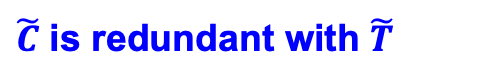 C̃ is redundant with T̃